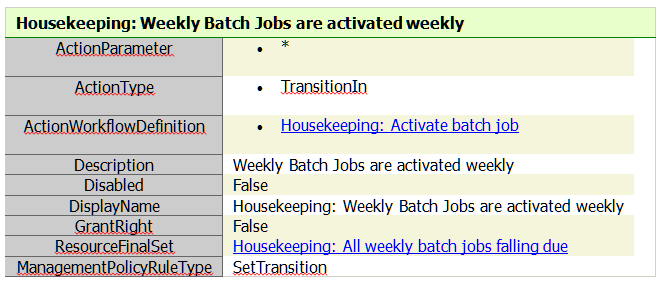 Housekeeping: Weekly Batch Jobs are activated weekly
ActionParameter • *
ActionType • TransitionIn
ActionWorkflowDefinition • Housekeeping: Activate batch job
Description Weekly Batch Jobs are activated weekly
Disabled False
DisplayName Housekeeping: Weekly Batch Jobs are activated weekly
GrantRight False
ResourceFinalSet Housekeeping: All weekly batch jobs falling due
ManagementPolicyRuleType SetTransition